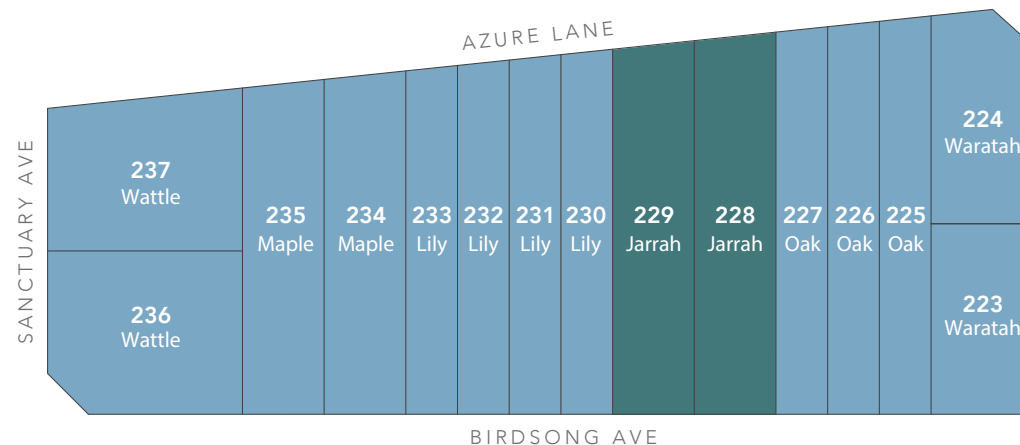 AZURE LANE
SANCTUARY AVE
237
Wattle
236
Wattle
235
Maple
234
Maple
233
Lily
232
Lily
231
Lily
230
Lily
229
Jarrah
228
Jarrah
227
Oak
226
Oak
225
Oak
224
Waratah
223
Waratah
BIRDSONG AVE